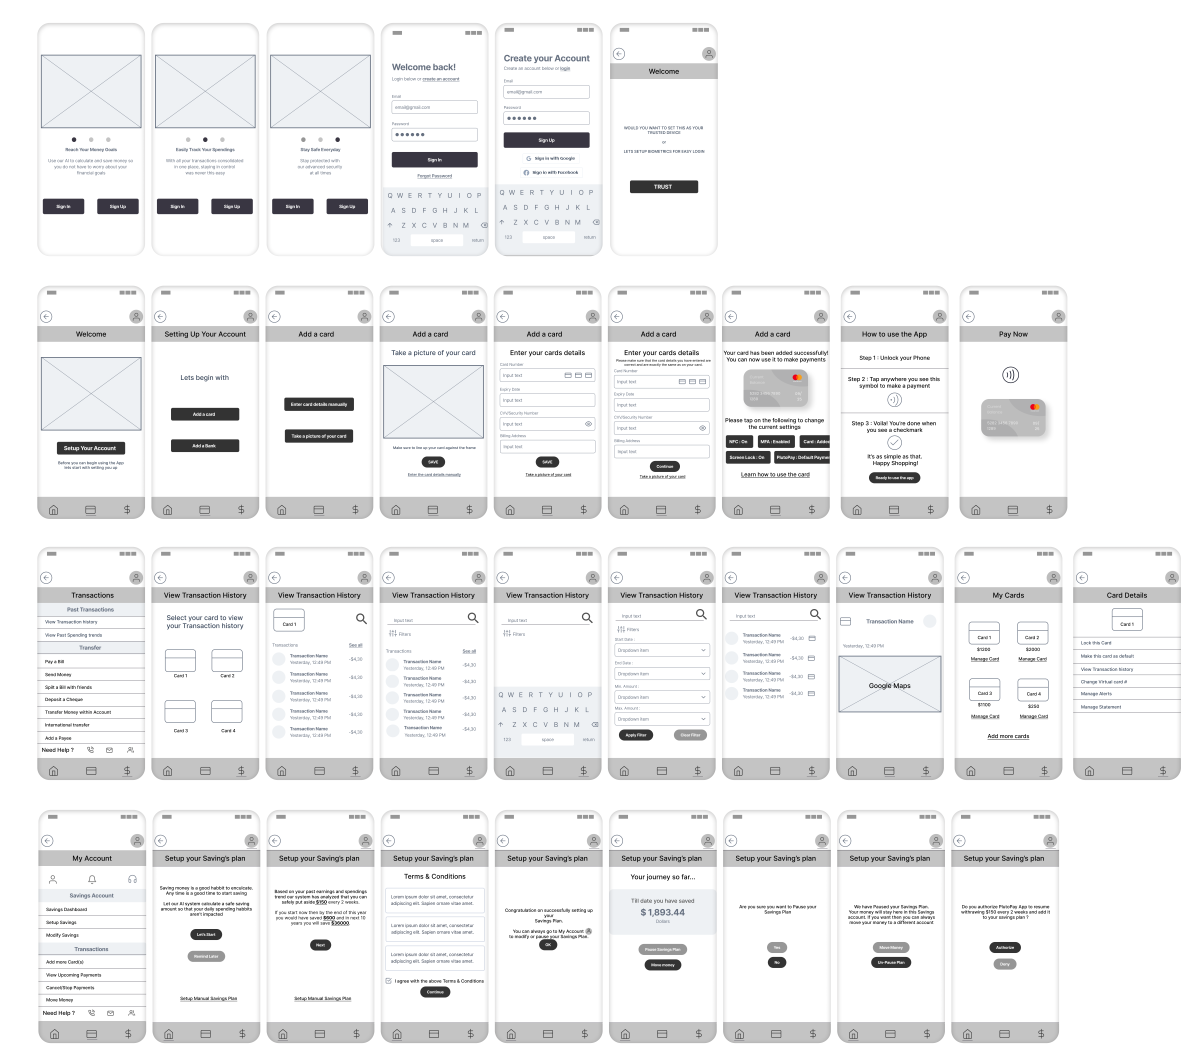 Reach Your Money Goals
Use our AI to calculate and save money so
you do not have to worry about your
financial goals.
Sign In
Sign Up
Easily Track Your Spendings
With all your transactions consolidated
in one place, staying in control
was never this easy
Sign In
Sign Up
Stay Safe Everyday
Stay protected with
our advanced security
at all times
Sign In
Sign Up
Welcome back!
Login below or create an account
Email
email@gmail.com
Password
Sign In
Forgot Password
Q W E R T Y U I O P
A S D F G H J K L
Z X C V B N M
123
space
return
Create your Account
Create an account below or login
Email
email@gmail.com
Password
Sign Up
Sign in with Google
Sign in with Facebook
Q W E R T Y U I O P
A S D F G H J K L
Z X C V B N M
123
space
return
Welcome
WOULD YOU WANT TO SET THIS AS YOUR
TRUSTED DEVICE
or
LETS SETUP BIOMETRICS FOR EASY LOGIN
TRUST
Welcome
Setup Your Account
Before you can begin using the App
lets start with setting you up
Setting Up Your Account
Lets begin with
Add a card
Add a Bank
Add a card
Enter card details manually
Take a picture of your card
Add a card
Take a picture of your card
Make sure to line up your card against the frame
SAVE
Enter the card details manually
Add a card
Enter your cards details
Card Number
Input text
Expiry Date
Input text
CVV/Security Number
Input text
Billing Address
Input text
SAVE
Take a picture of your card
Add a card
Enter your cards details
Please make sure that the card details you have entered are
correct and are exactly the same as on your card.
Card Number
Input text
Expiry Date
Input text
CVV/Security Number
Input text
Billing Address
Input text
Continue
Take a picture of your card
Add a card
Your card has been added successfully!
You can now use it to make payments
Please tap on the following to change
the current settings
NFC : On
MFA : Enabled
Card : Added
Screen Lock : On
PlutoPay : Default Payment
Learn how to use the card
How to use the App
Step 1 : Unlock your Phone
Step 2 : Tap anywhere you see this
symbol to make a payment
Step 3 : Voila! You're done when
you see a checkmark
It's as simple as that.
Happy Shopping!
Ready to use the app
Pay Now
Transactions
Past Transactions
View Transaction history
View Past Spending trends
Transfer
Pay a Bill
Send Money
Split a Bill with friends
Deposit a Cheque
Transfer Money within Account
International transfer
Add a Payee
Need Help ?
View Transaction History
Select your card to view
your Transaction history
Card 1
Card 2
Card 3
Card 4
View Transaction History
Card 1
Transactions
See all
Transaction Name
Yesterday, 12:49 PM
-$4,30
Transaction Name
Yesterday, 12:49 PM
-$4,30
Transaction Name
Yesterday, 12:49 PM
-$4,30
Transaction Name
Yesterday, 12:49 PM
-$4,30
Transaction Name
Yesterday, 12:49 PM
-$4,30
View Transaction History
Input text
Filters
Transactions
See all
Transaction Name
Yesterday, 12:49 PM
-$4,30
Transaction Name
Yesterday, 12:49 PM
-$4,30
Transaction Name
Yesterday, 12:49 PM
-$4,30
Transaction Name
Yesterday, 12:49 PM
-$4,30
Transaction Name
Yesterday, 12:49 PM
-$4,30
View Transaction History
Input text
Filters
Q W E R T Y U I O P
A S D F G H J K L
Z X C V B N M
123
space
return
View Transaction History
Input text
Filters
Start Date :
Dropdown item
End Date :
Dropdown item
Min. Amount :
Dropdown item
Max. Amount :
Dropdown item
Apply Filter
Clear Filter
View Transaction History
Input text
Transaction Name
Yesterday, 12:49 PM
-$4,30
Transaction Name
Yesterday, 12:49 PM
-$4,30
Transaction Name
Yesterday, 12:49 PM
-$4,30
Transaction Name
Yesterday, 12:49 PM
-$4,30
View Transaction History
Transaction Name
Yesterday, 12:49 PM
Google Maps
My Cards
Card 1
$1200
Manage Card
Card 2
$2000
Manage Card
Card 3
$1100
Manage Card
Card 4
$250
Manage Card
Add more cards
Card Details
Card 1
Lock this Card
Make this card as default
View Transaction history
Change Virtual card #
Manage Alerts
Manage Statement
My Account
Savings Account
Savings Dashboard
Setup Savings
Modify Savings
Transactions
Add more Card(s)
View Upcoming Payments
Cancel/Stop Payments
Move Money
Need Help ?
Setup your Saving's plan
Saving money is a good habbit to enculcate.
Any time is a good time to start saving
Let our AI system calculate a safe saving
amount so that your daily spending habits
aren't impacted
Let's Start
Remind Later
Setup Manual Savings Plan
Setup your Saving's plan
Based on your past earnings and spendings
trend our system has analyzed that you can
safely put aside $150 every 2 weeks.
If you start now then by the end of this year
you would have saved $600 and in next 10
years you will save $36000.
Next
Setup Manual Savings Plan
Setup your Saving's plan
Terms & Conditions
Lorem ipsum dolor sit amet, consectetur
adipiscing elit. Sapien ornare vitae amet.
Lorem ipsum dolor sit amet, consectetur
adipiscing elit. Sapien ornare vitae amet.
Lorem ipsum dolor sit amet, consectetur
adipiscing elit. Sapien ornare vitae amet.
I agree with the above Terms & Conditions
Continue
Setup your Saving's plan
Congratulation on successfully setting up
your
Savings Plan.
You can always go to My Account
to modify or pause your Savings Plan.
OK
Setup your Saving's plan
Your journey so far...
Till date you have saved
$ 1,893.44
Dollars
Pause Savings Plan
Move money
Setup your Saving's plan
Are you sure you want to Pause your
Savings Plan
Yes
No
Setup your Saving's plan
We have Paused your Savings Plan.
Your money will stay here in this Savings
account. If you want then you can always
move your money to a different account
Move Money
Un-Pause Plan
Setup your Saving's plan
Do you authorize PlutoPay App to resume
withdrawing $150 every 2 weeks and add it
to your savings plan ?
Authorize
Deny